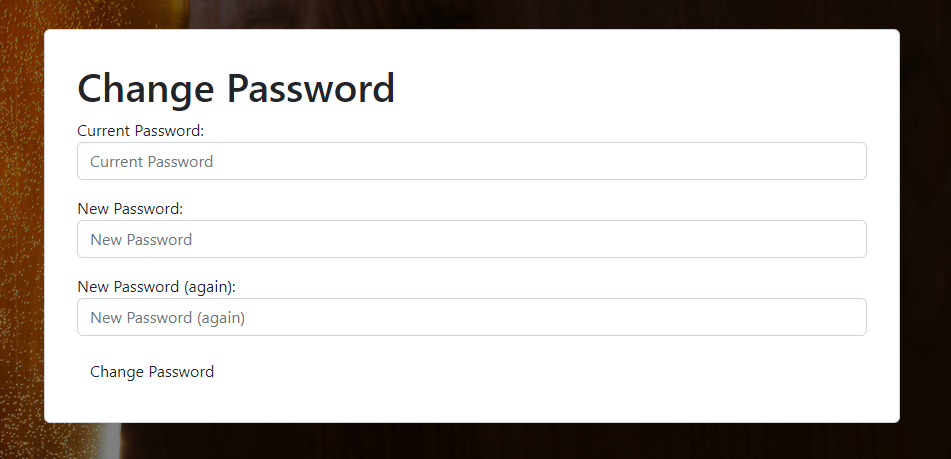 Change Password
Current Password:
Current Password
New Password:
New Password
New Password (again):
New Password (again)
Change Password